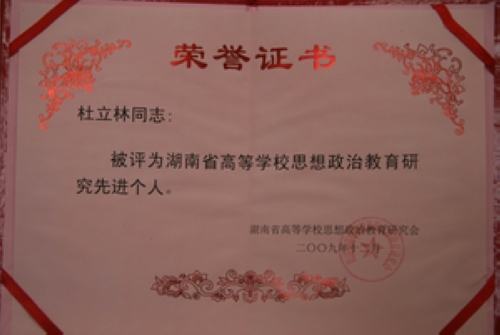 荣誉证书
杜立林同志：
被评为湖南省高等学校思想政治教育研
究先进个人。
湖南省高等学校思想政治教育研究会
二〇〇九年十二月